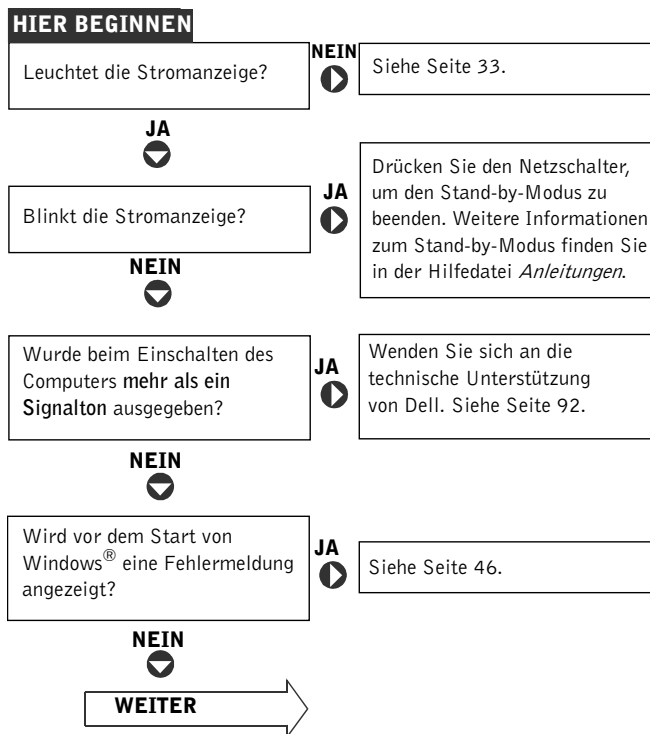 HIER BEGINNEN
Leuchtet die Stromanzeige?
NEIN
Siehe Seite 33.
JA
Blinkt die Stromanzeige?
JA
Drücken Sie den Netzschalter,
um den Stand-by-Modus zu
beenden. Weitere Informationen
zum Stand-by-Modus finden Sie
in der Hilfedatei Anleitungen.
NEIN
Wurde beim Einschalten des
Computers mehr als ein
Signalton ausgegeben?
JA
Wenden Sie sich an die
technische Unterstützung
von Dell. Siehe Seite 92.
NEIN
Wird vor dem Start von
Windows® eine Fehlermeldung
angezeigt?
JA
Siehe Seite 46.
NEIN
WEITER